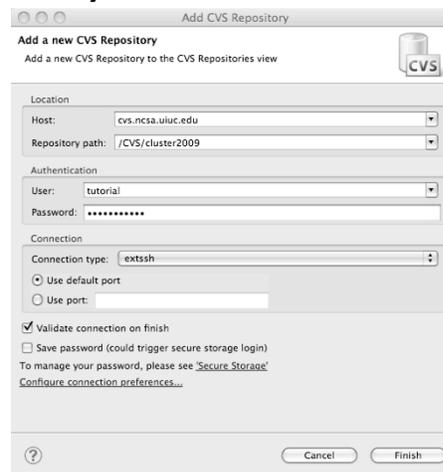 Add CVS Repository
Add a new CVS Repository
Add a new CVS Repository to the CVS Repositories view
CVS
Location
Host: cvs.ncsa.uiuc.edu
Repository path: /CVS/cluster2009
Authentication
User: tutorial
Password: •••••••••••
Connection
Connection type: extssh
Use default port
Use port:
Validate connection on finish
Save password (could trigger secure storage login)
To manage your password, please see 'Secure Storage'
Configure connection preferences...
? Cancel Finish